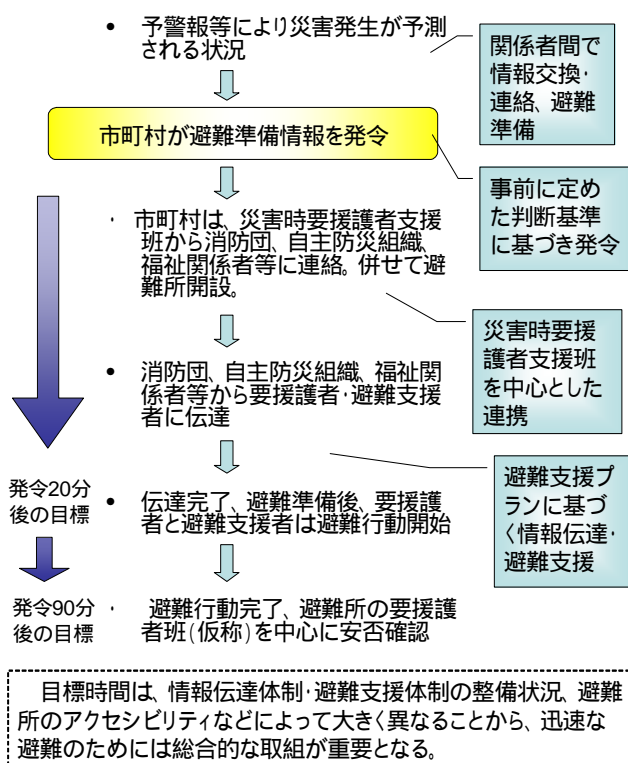 • 予警報等により災害発生が予測
される状況
関係者間で
情報交換・
連絡、避難
準備
市町村が避難準備情報を発令
事前に定め
た判断基準
に基づき発令
・ 市町村は、災害時要援護者支援
班から消防団、自主防災組織、
福祉関係者等に連絡。併せて避
難所開設。
災害時要援
護者支援班
を中心とした
連携
• 消防団、自主防災組織、福祉関
係者等から要援護者・避難支援
者に伝達
避難支援プ
ランに基づ
く情報伝達・
避難支援
発令20分
後の目標
• 伝達完了、避難準備後、要援護
者と避難支援者は避難行動開始
発令90分
後の目標
・ 避難行動完了、避難所の要援護
者班(仮称)を中心に安否確認
目標時間は、情報伝達体制・避難支援体制の整備状況、避難
所のアクセシビリティなどによって大きく異なることから、迅速な
避難のためには総合的な取組が重要となる。